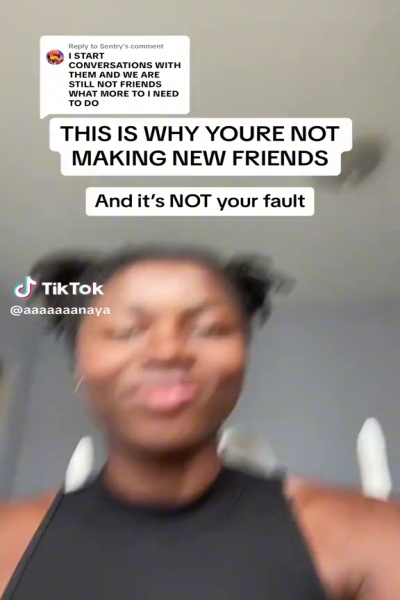 Reply to Sentry's comment
I START
CONVERSATIONS WITH
THEM AND WE ARE
STILL NOT FRIENDS
WHAT MORE TO I NEED
TO DO
THIS IS WHY YOURE NOT
MAKING NEW FRIENDS
And it's NOT your fault
TikTok
@aaaaaaanaya